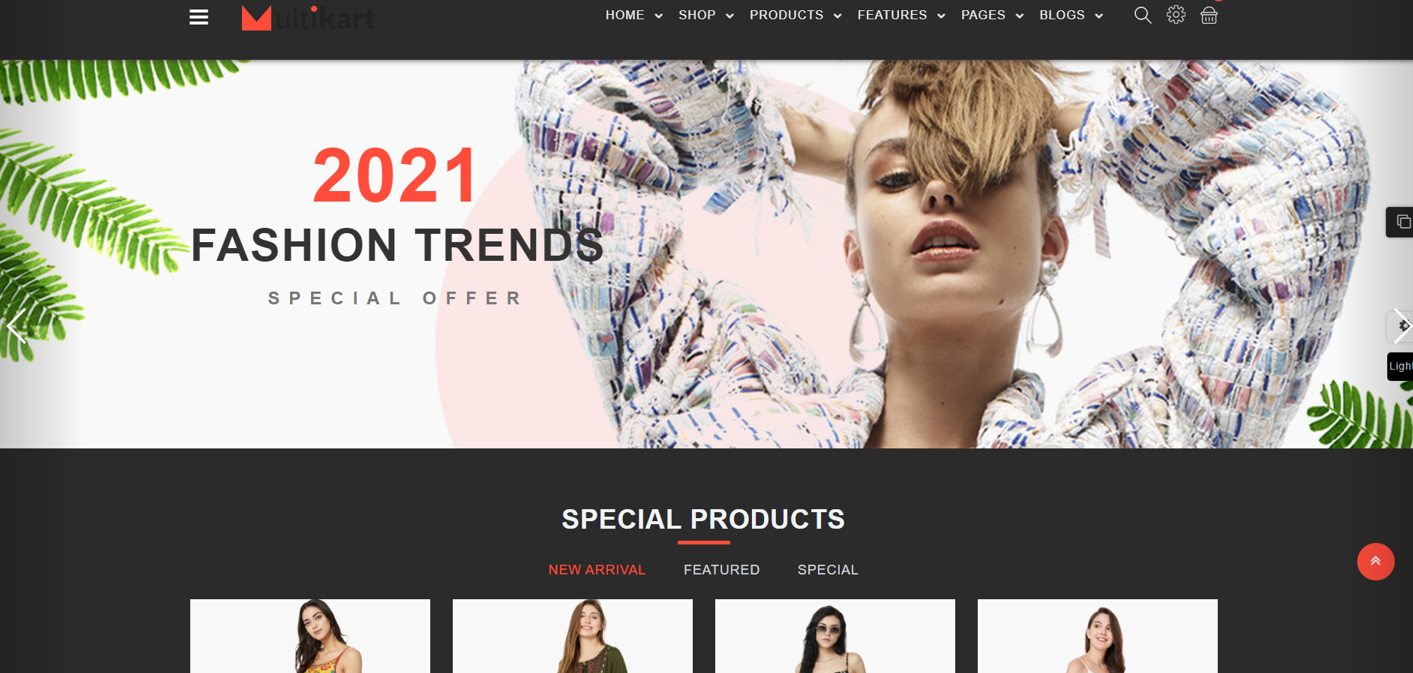 Multikart
HOME SHOP PRODUCTS FEATURES PAGES BLOGS
2021
FASHION TRENDS
SPECIAL OFFER
Light
SPECIAL PRODUCTS
NEW ARRIVAL FEATURED SPECIAL